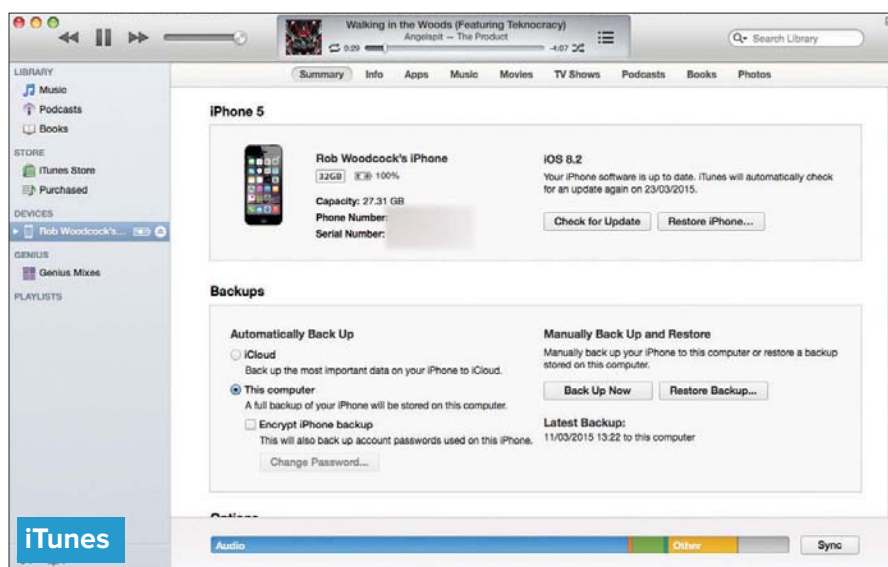 Walking in the Woods (Featuring Teknocracy)
Angelspit — The Product
0:29
-4:07
Search Library
LIBRARY
Music
Podcasts
Books
STORE
iTunes Store
Purchased
DEVICES
Rob Woodcock's...
GENIUS
Genius Mixes
PLAYLISTS
Summary Info Apps Music Movies TV Shows Podcasts Books Photos
iPhone 5
Rob Woodcock's iPhone
32GB 100%
Capacity: 27.31 GB
Phone Number:
Serial Number:
iOS 8.2
Your iPhone software is up to date. iTunes will automatically check
for an update again on 23/03/2015.
Check for Update Restore iPhone...
Backups
Automatically Back Up
iCloud
Back up the most important data on your iPhone to iCloud.
This computer
A full backup of your iPhone will be stored on this computer.
Encrypt iPhone backup
This will also back up account passwords used on this iPhone.
Change Password...
Manually Back Up and Restore
Manually back up your iPhone to this computer or restore a backup
stored on this computer.
Back Up Now Restore Backup...
Latest Backup:
11/03/2015 13:22 to this computer
Options
iTunes
Audio Other Sync